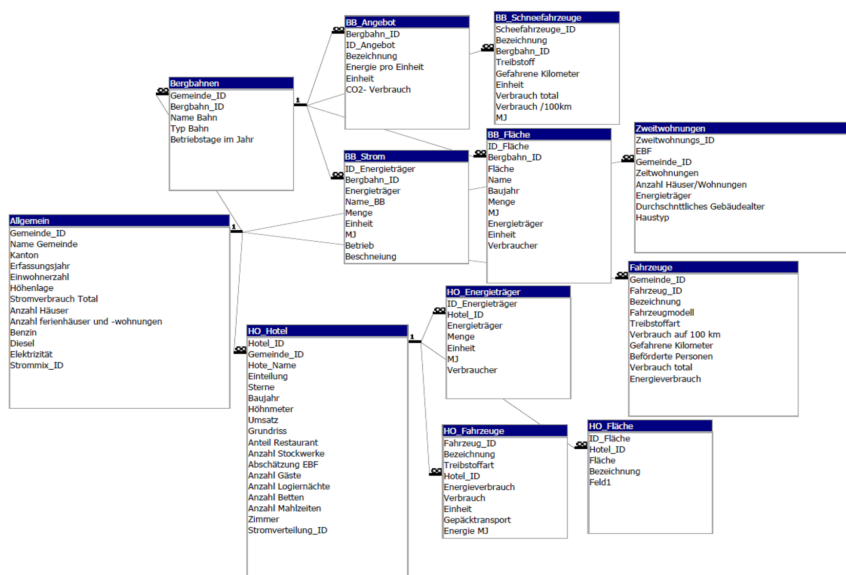 BB_Angebot
Bergbahn_ID
ID_Angebot
Bezeichnung
Energie pro Einheit
Einheit
CO2- Verbrauch
BB_Schneefahrzeuge
Scheefahrzeuge_ID
Bezeichnung
Bergbahn_ID
Treibstoff
Gefahrene Kilometer
Einheit
Verbrauch total
Verbrauch /100km
MJ
Bergbahnen
Gemeinde_ID
Bergbahn_ID
Name Bahn
Typ Bahn
Betriebstage im Jahr
∞
1
∞
∞
∞
BB_Strom
ID_Energieträger
Bergbahn_ID
Energieträger
Name_BB
Menge
Einheit
MJ
Betrieb
Beschneiung
BB_Fläche
ID_Fläche
Bergbahn_ID
Fläche
Name
Baujahr
Menge
MJ
Energieträger
Einheit
Verbraucher
∞
Zweitwohnungen
Zweitwohnungs_ID
EBF
Gemeinde_ID
Zeitwohnungen
Anzahl Häuser/Wohnungen
Energieträger
Durchschnttliches Gebäudealter
Haustyp
∞
Allgemein
Gemeinde_ID
Name Gemeinde
Kanton
Erfassungsjahr
Einwohnerzahl
Höhenlage
Stromverbrauch Total
Anzahl Häuser
Anzahl ferienhäuser und -wohnungen
Benzin
Diesel
Elektrizität
Strommix_ID
1
Fahrzeuge
Gemeinde_ID
Fahrzeug_ID
Bezeichnung
Fahrzeugmodell
Treibstoffart
Verbrauch auf 100 km
Gefahrene Kilometer
Beförderte Personen
Verbrauch total
Energieverbrauch
∞
HO_Hotel
Hotel_ID
Gemeinde_ID
Hote_Name
Einteilung
Sterne
Baujahr
Höhnmeter
Umsatz
Grundriss
Anteil Restaurant
Anzahl Stockwerke
Abschätzung EBF
Anzahl Gäste
Anzahl Logiernächte
Anzahl Betten
Anzahl Mahlzeiten
Zimmer
Stromverteilung_ID
∞
1
HO_Energieträger
ID_Energieträger
Hotel_ID
Energieträger
Menge
Einheit
MJ
Verbraucher
∞
HO_Fahrzeuge
Fahrzeug_ID
Bezeichnung
Treibstoffart
Hotel_ID
Energieverbrauch
Verbrauch
Einheit
Gepäcktransport
Energie MJ
∞
HO_Fläche
ID_Fläche
Hotel_ID
Fläche
Bezeichnung
Feld1
∞